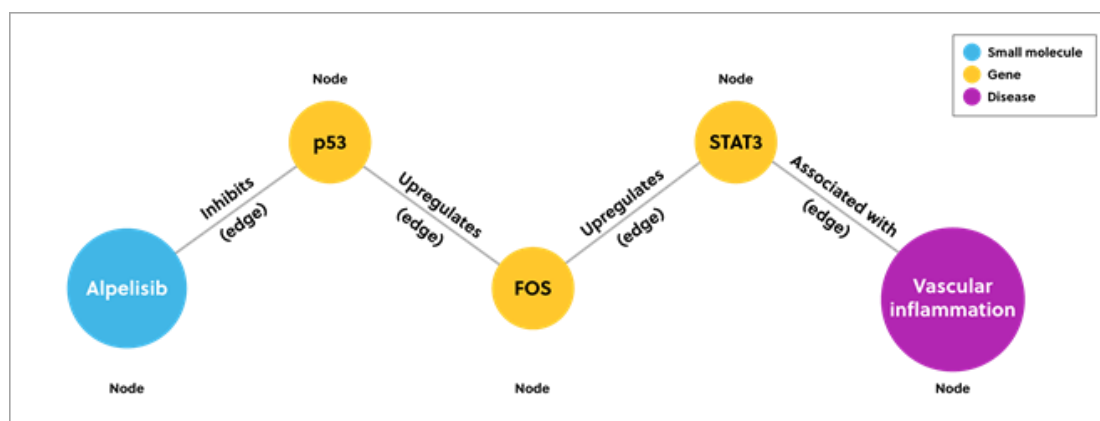 Small molecule
Gene
Disease
Node
Node
p53
STAT3
Inhibits
(edge)
Upregulates
(edge)
Upregulates
(edge)
Associated with
(edge)
Alpelisib
FOS
Vascular
inflammation
Node
Node
Node